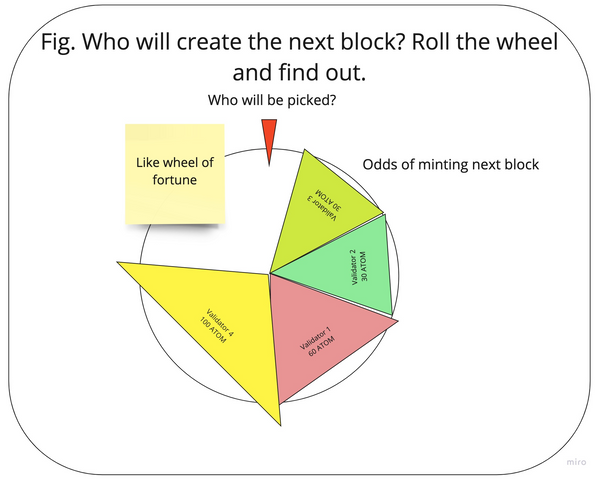 Fig. Who will create the next block? Roll the wheel
and find out.
Who will be picked?
Like wheel of
fortune
Odds of minting next block
Validator 3
30 ATOM
Validator 2
30 ATOM
Validator 4
100 ATOM
Validator 1
60 ATOM
miro